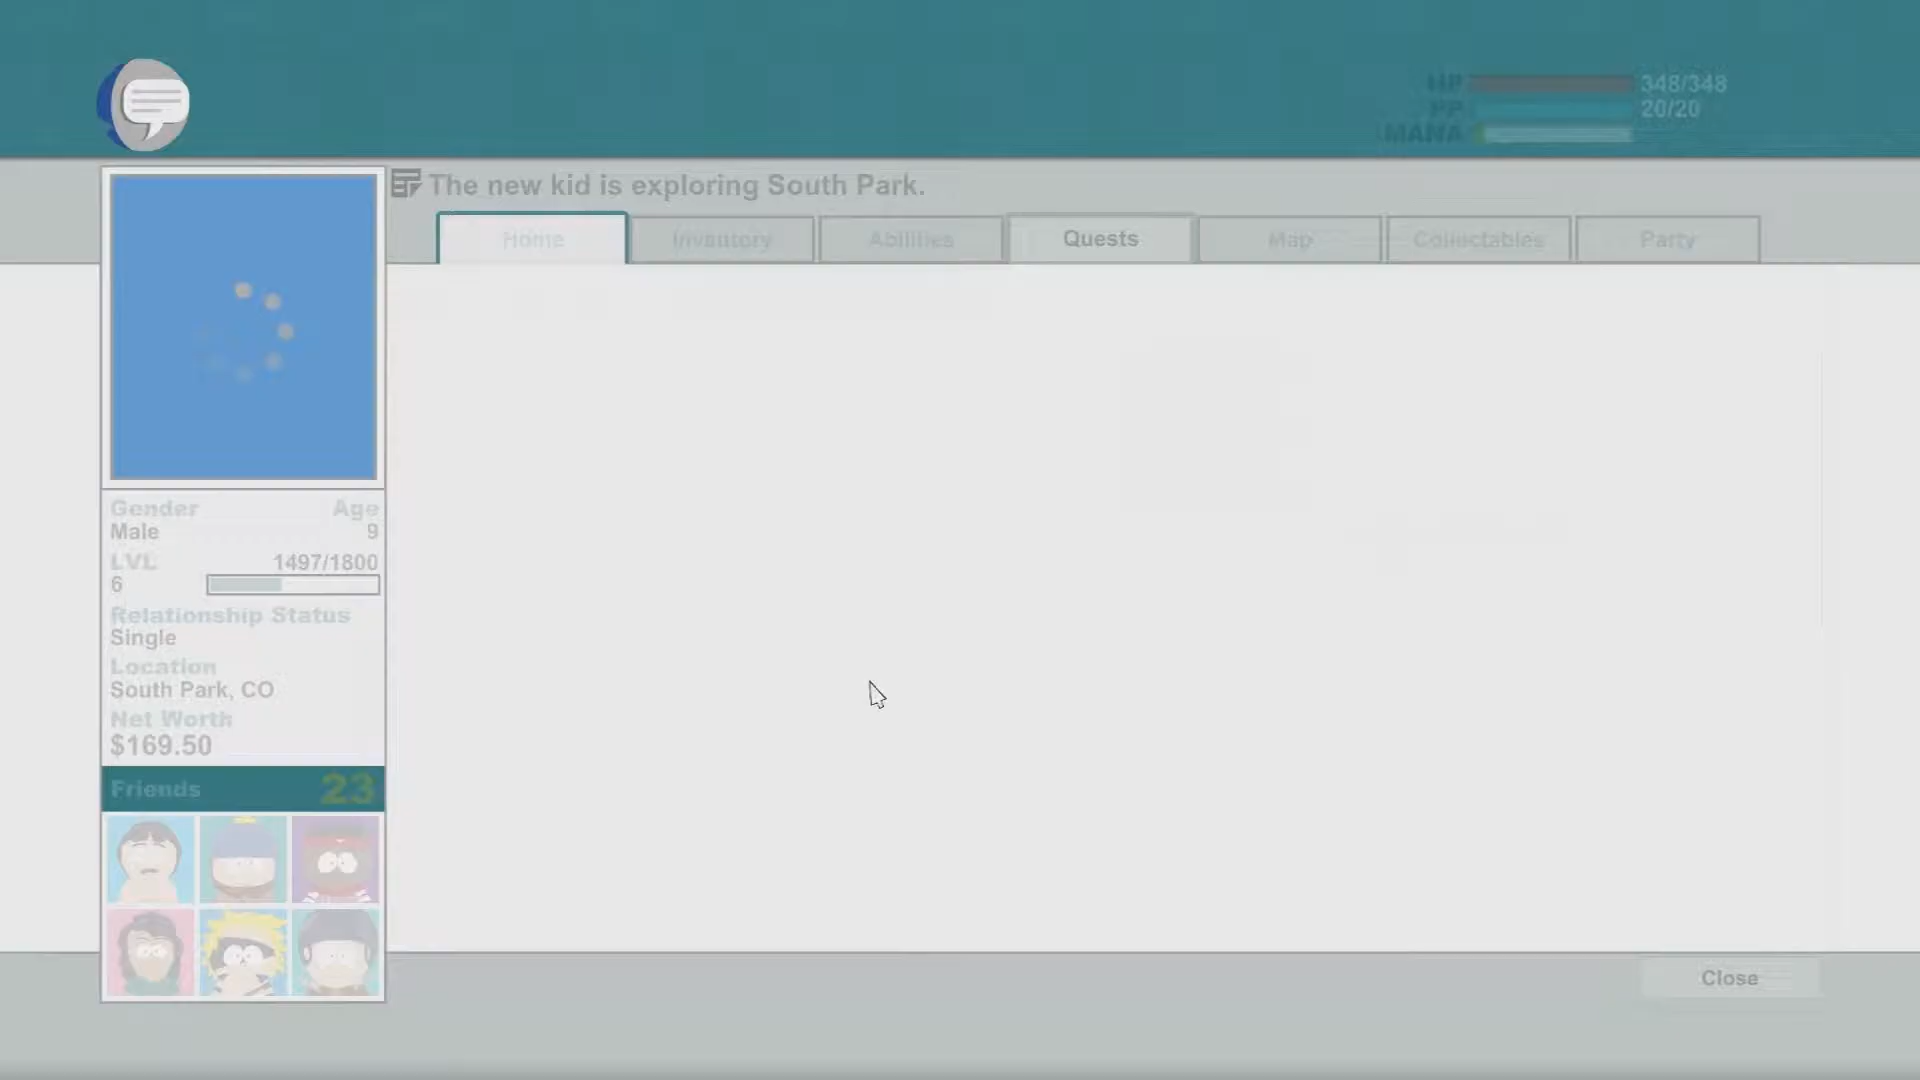 HP 348/348
PP 20/20
MANA
The new kid is exploring South Park.
Home Inventory Abilities Quests Map Collectables Party
Gender Age
Male 9
LVL 1497/1800
6
Relationship Status
Single
Location
South Park, CO
Net Worth
$169.50
Friends 23
Close